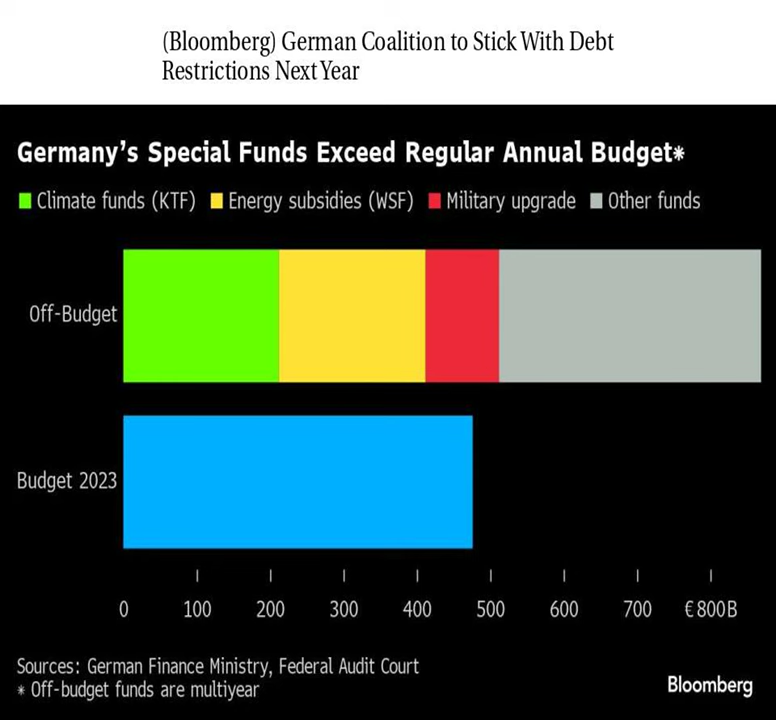 (Bloomberg) German Coalition to Stick With Debt
Restrictions Next Year
Germany's Special Funds Exceed Regular Annual Budget*
Climate funds (KTF) Energy subsidies (WSF) Military upgrade Other funds
Off-Budget
Budget 2023
0 100 200 300 400 500 600 700 €800B
Sources: German Finance Ministry, Federal Audit Court
* Off-budget funds are multiyear
Bloomberg